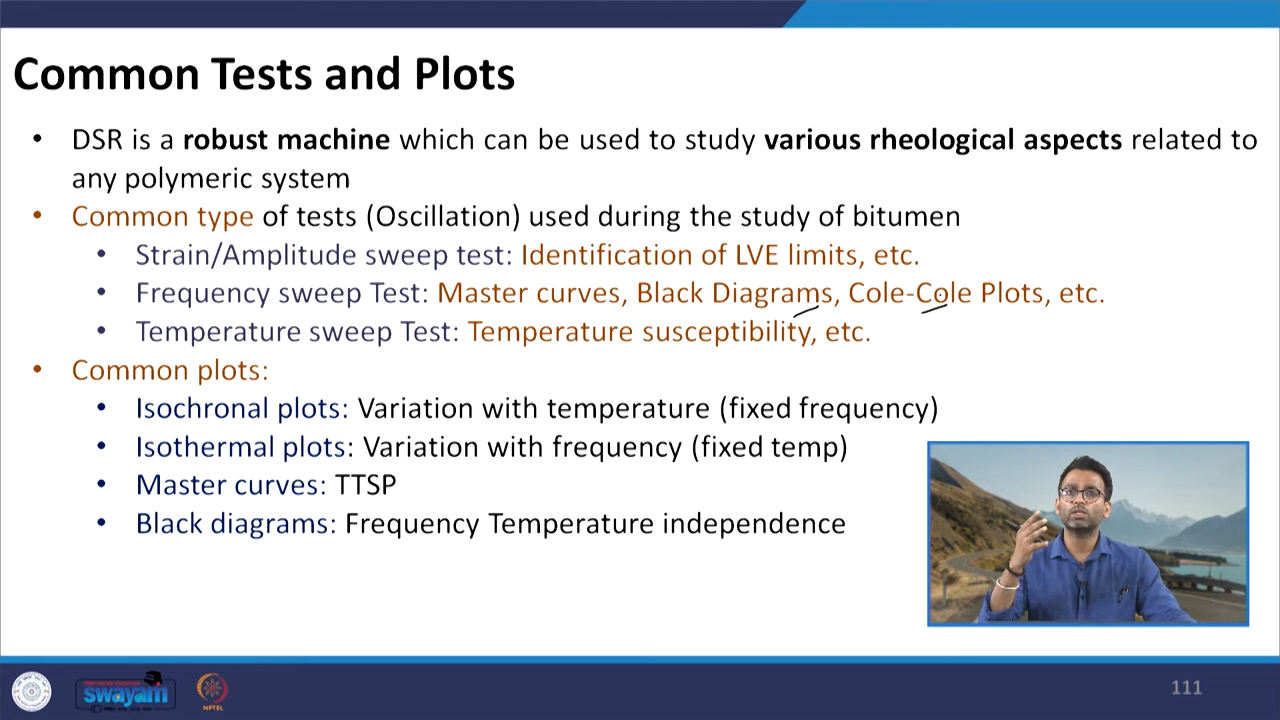 Common Tests and Plots
• DSR is a robust machine which can be used to study various rheological aspects related to
any polymeric system
• Common type of tests (Oscillation) used during the study of bitumen
• Strain/Amplitude sweep test: Identification of LVE limits, etc.
• Frequency sweep Test: Master curves, Black Diagrams, Cole-Cole Plots, etc.
• Temperature sweep Test: Temperature susceptibility, etc.
• Common plots:
• Isochronal plots: Variation with temperature (fixed frequency)
• Isothermal plots: Variation with frequency (fixed temp)
• Master curves: TTSP
• Black diagrams: Frequency Temperature independence
swayam
NPTEL
111